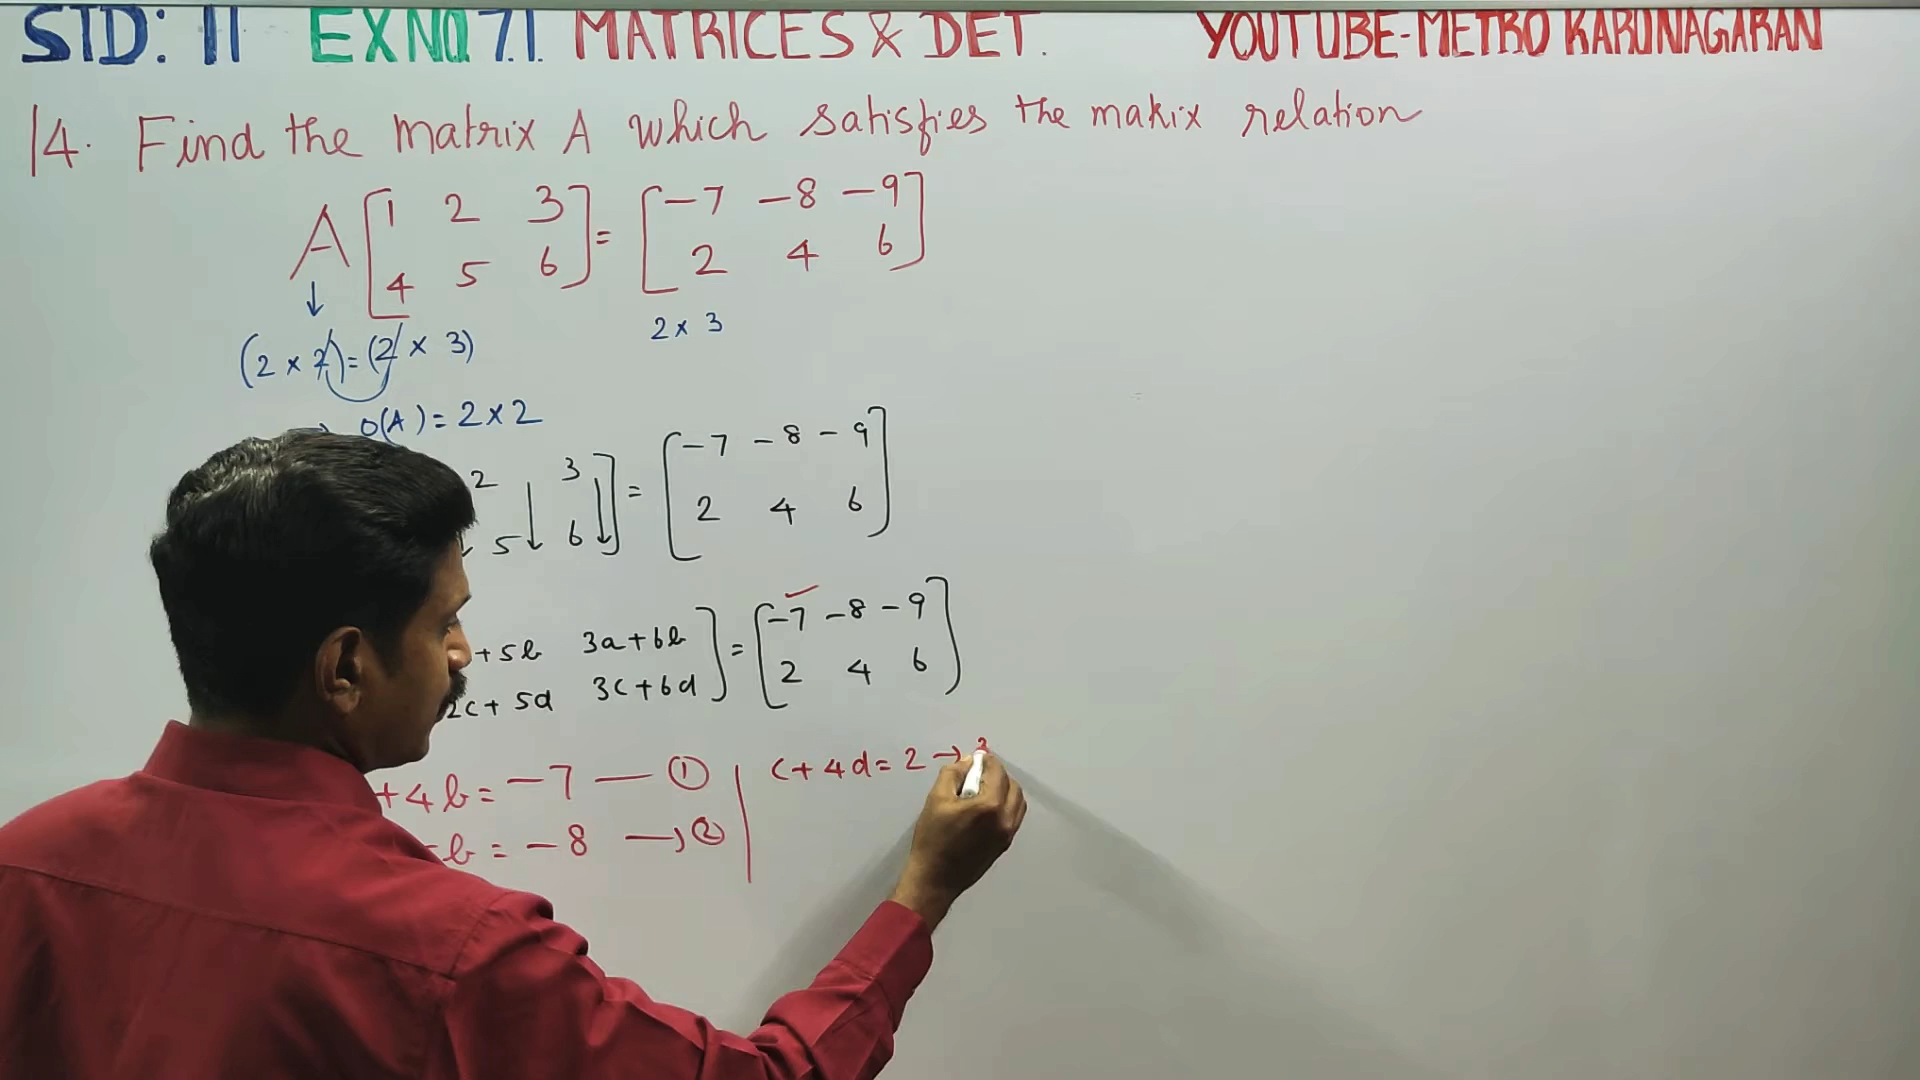 STD: 11 EX NO 7.1. MATRICES & DET. YOUTUBE-METRO KARUNAGARAN
14. Find the matrix A which satisfies the matrix relation
A [1 2 3 = [-7 -8 -9
4 5 6] 2 4 6]
(2 × 2) = (2 × 3) 2 × 3
O(A) = 2 × 2
2 3 = [-7 -8 -9
5 6] 2 4 6]
+5b 3a+6b = [-7 -8 -9
2c+5d 3c+6d] 2 4 6]
+4b = -7 — ① c+4d = 2 →
b = -8 → ②